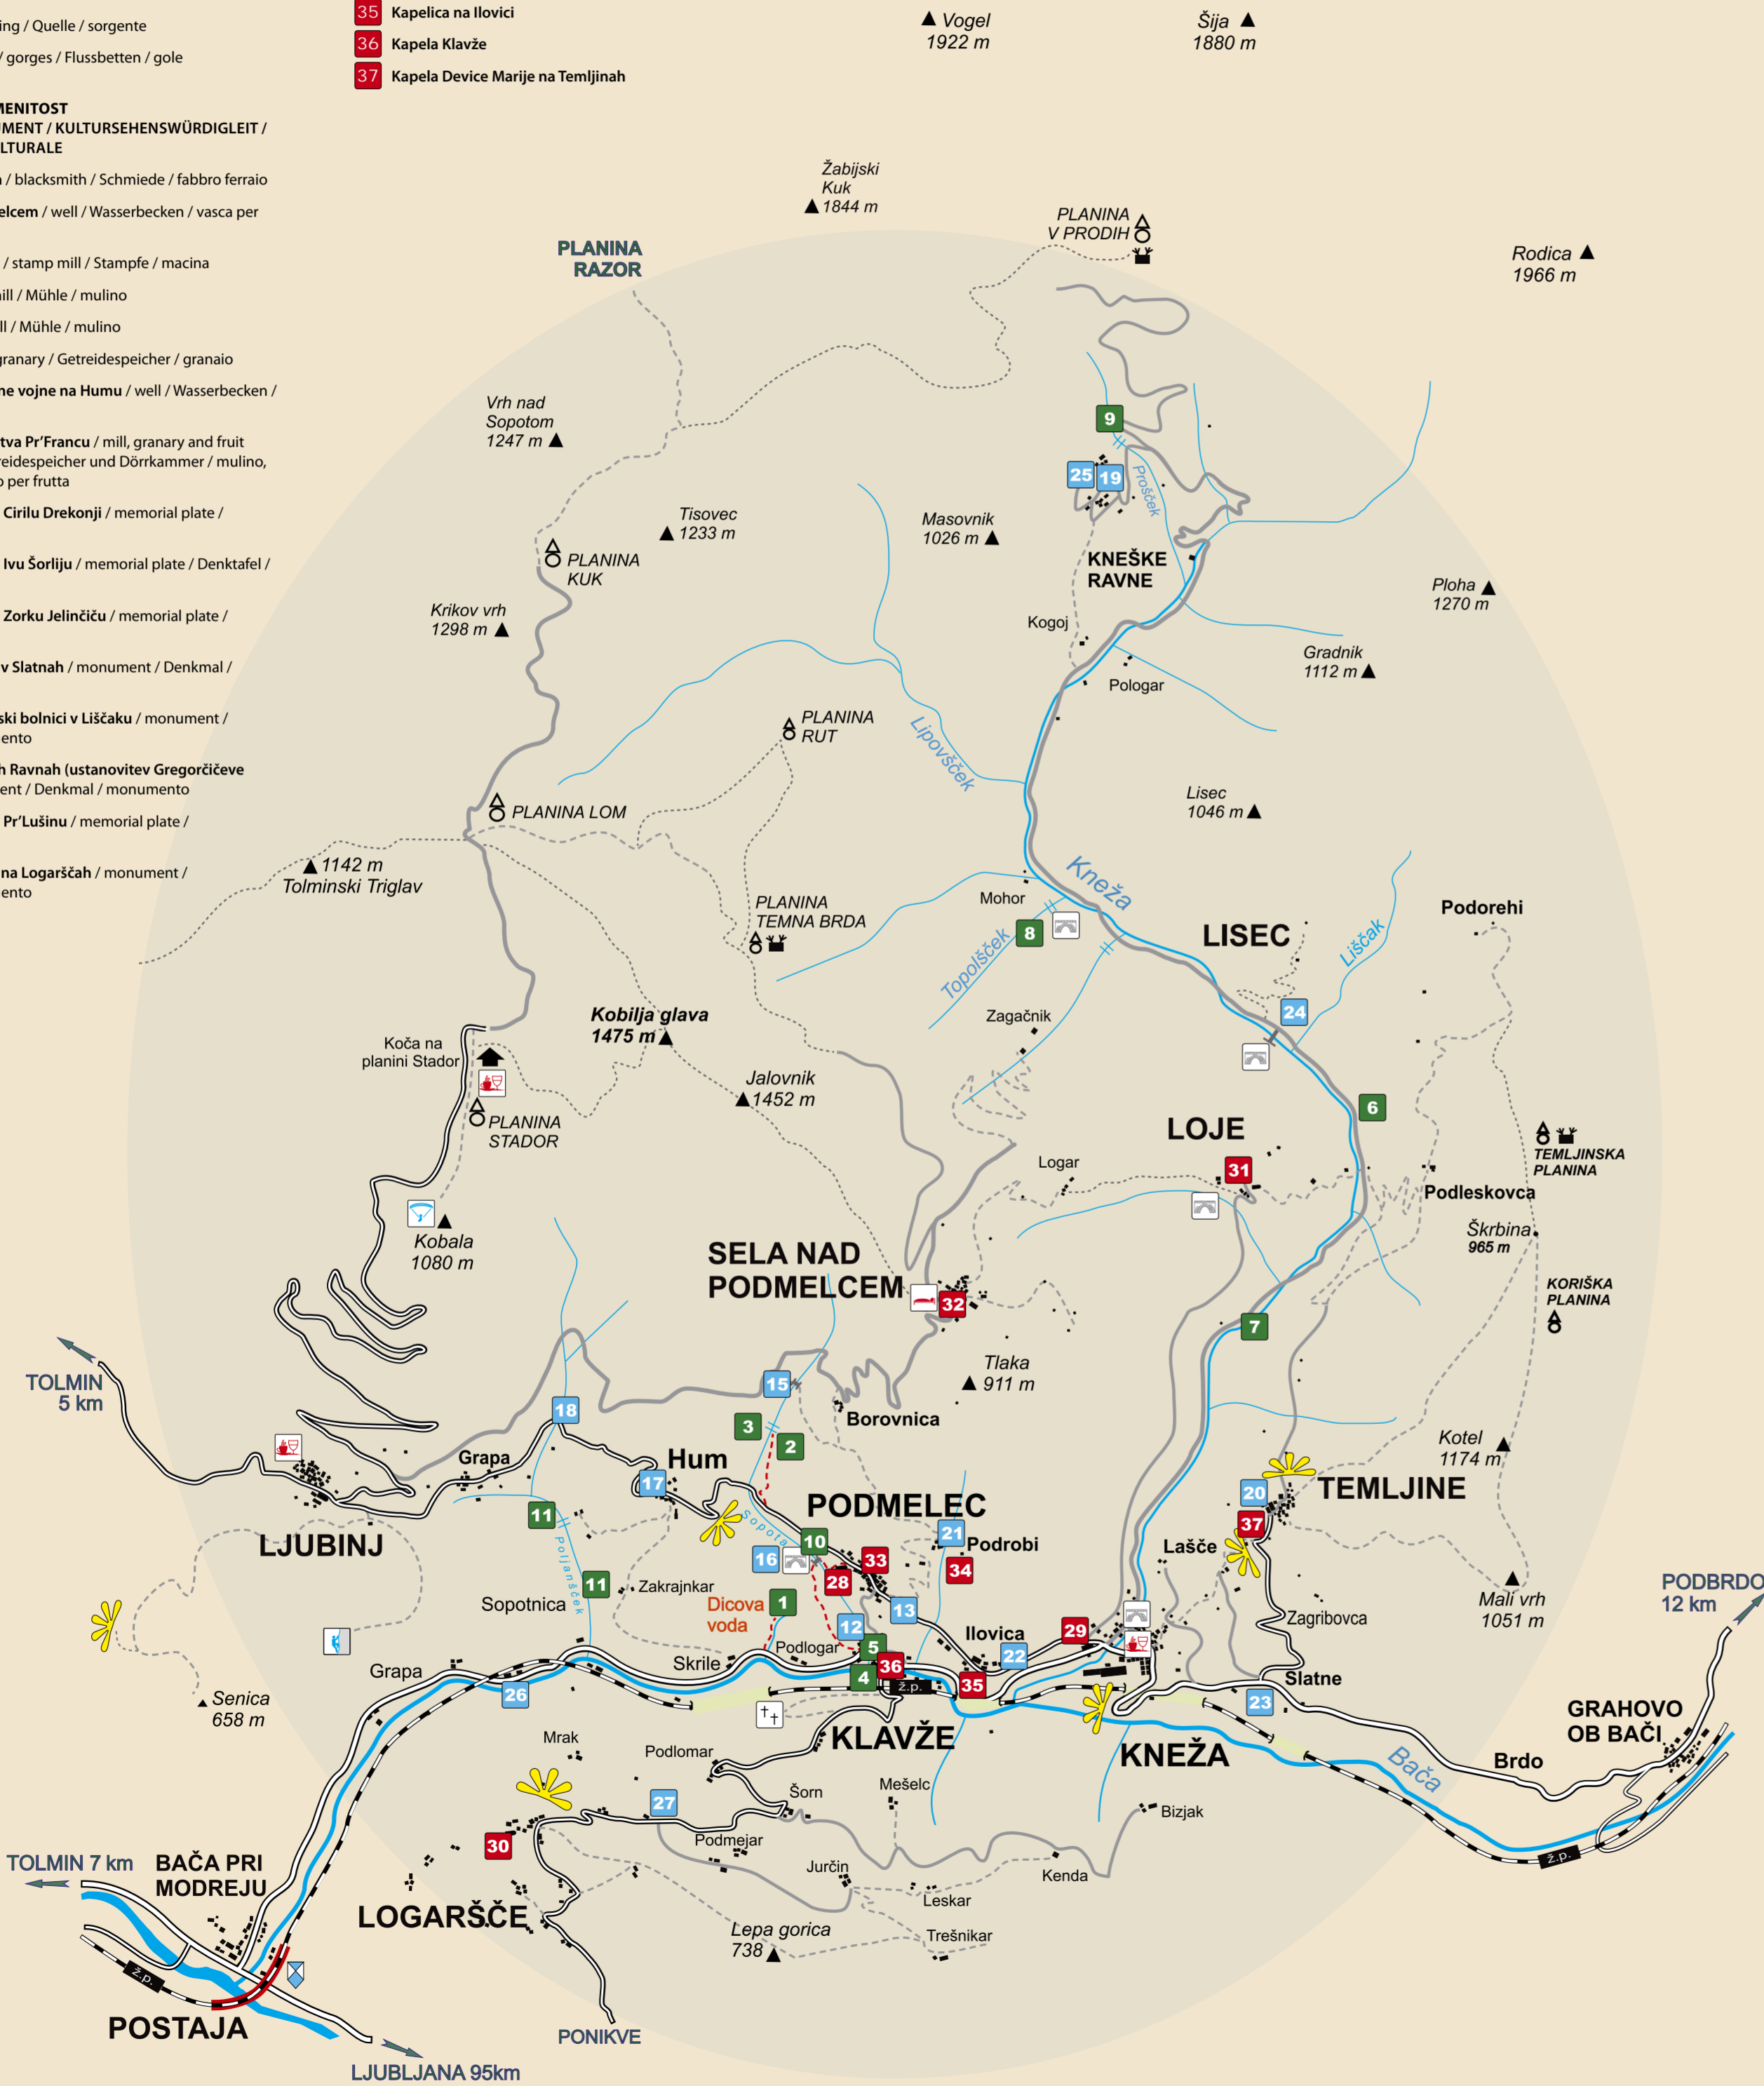 ing / Quelle / sorgente
/ gorges / Flussbetten / gole
MENITOST
UMENT / KULTURSEHENSWÜRDIGLEIT /
LTURALE
/ blacksmith / Schmiede / fabbro ferraio
elcem / well / Wasserbecken / vasca per
/ stamp mill / Stampfe / macina
ill / Mühle / mulino
ll / Mühle / mulino
granary / Getreidespeicher / granaio
ne vojne na Humu / well / Wasserbecken /
tva Pr’Francu / mill, granary and fruit
reidespeicher und Dörrkammer / mulino,
o per frutta
Cirilu Drekonji / memorial plate /
Ivu Šorliju / memorial plate / Denktafel /
Zorku Jelinčiču / memorial plate /
v Slatnah / monument / Denkmal /
ski bolnici v Liščaku / monument /
ento
h Ravnah (ustanovitev Gregorčičeve
ent / Denkmal / monumento
Pr’Lušinu / memorial plate /
na Logarščah / monument /
ento
35 Kapelica na Ilovici
36 Kapela Klavže
37 Kapela Device Marije na Temljinah
Vogel
1922 m
Šija
1880 m
Žabijski
Kuk
1844 m
PLANINA
V PRODIH
PLANINA
RAZOR
Rodica
1966 m
Vrh nad
Sopotom
1247 m
9
25
19
Prošček
Tisovec
1233 m
Masovnik
1026 m
PLANINA
KUK
KNEŠKE
RAVNE
Ploha
1270 m
Krikov vrh
1298 m
Kogoj
Gradnik
1112 m
Pologar
PLANINA
RUT
Lipovšček
PLANINA LOM
Lisec
1046 m
1142 m
Tolminski Triglav
Kneža
Mohor
PLANINA
TEMNA BRDA
8
Topolšček
LISEC
Liščak
Podorehi
Kobilja glava
1475 m
Zagačnik
24
Koča na
planini Stador
Jalovnik
1452 m
6
PLANINA
STADOR
LOJE
TEMLJINSKA
PLANINA
Logar
31
Podleskovca
Škrbina
965 m
Kobala
1080 m
SELA NAD
PODMELCEM
32
KORIŠKA
PLANINA
7
TOLMIN
5 km
Tlaka
911 m
15
18
Borovnica
3
2
Kotel
1174 m
Grapa
Hum
17
20
TEMLJINE
PODMELEC
11
Sopota
10
21
37
LJUBINJ
Podrobi
Lašče
16
33
34
Poljanšček
28
11
Zakrajnkar
Sopotnica
Dicova
voda
1
13
Mali vrh
1051 m
PODBRDO
12 km
12
Zagribovca
29
Ilovica
5
Podlogar
22
Skrile
36
Grapa
4
ž.p.
35
Slatne
26
23
Senica
658 m
GRAHOVO
OB BAČI
Mrak
KLAVŽE
KNEŽA
Podlomar
Bača
Brdo
Šorn
Mešelc
27
Bizjak
30
Podmejar
ž.p.
TOLMIN 7 km
BAČA PRI
MODREJU
Jurčin
Kenda
Leskar
LOGARŠČE
Lepa gorica
738
Trešnikar
ž.p.
POSTAJA
PONIKVE
LJUBLJANA 95km